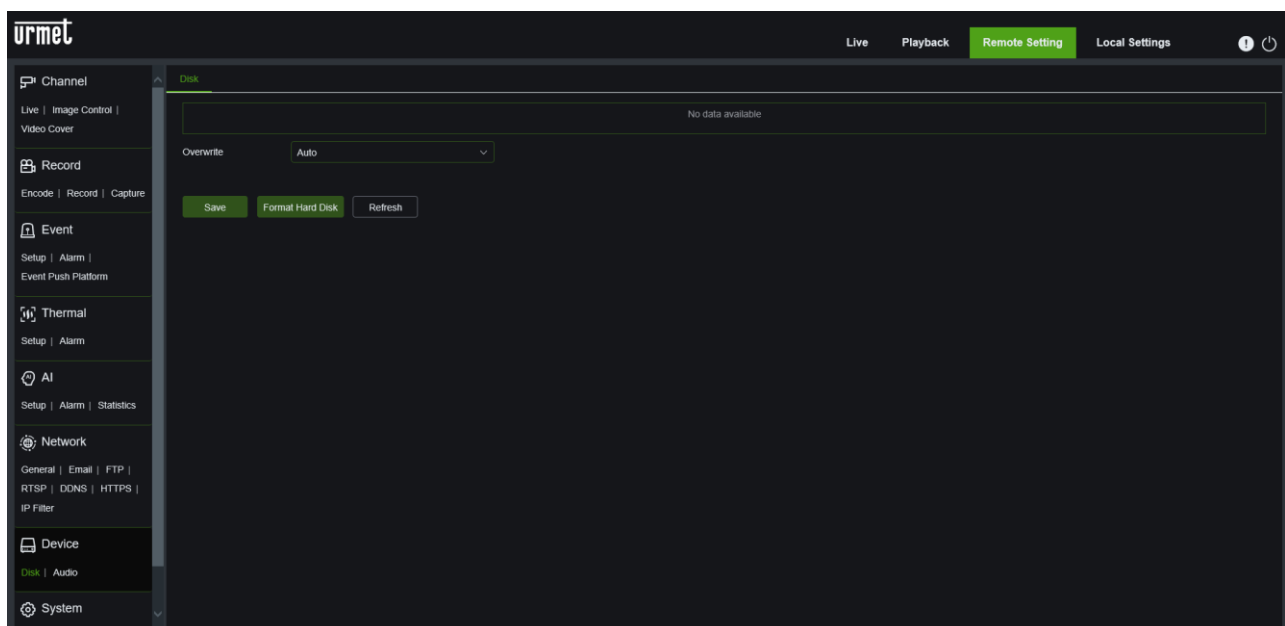 urmet
Live Playback Remote Setting Local Settings
Channel
Live | Image Control |
Video Cover
Record
Encode | Record | Capture
Event
Setup | Alarm |
Event Push Platform
Thermal
Setup | Alarm
AI
Setup | Alarm | Statistics
Network
General | Email | FTP |
RTSP | DDNS | HTTPS |
IP Filter
Device
Disk | Audio
System
Disk
No data available
Overwrite Auto
Save Format Hard Disk Refresh